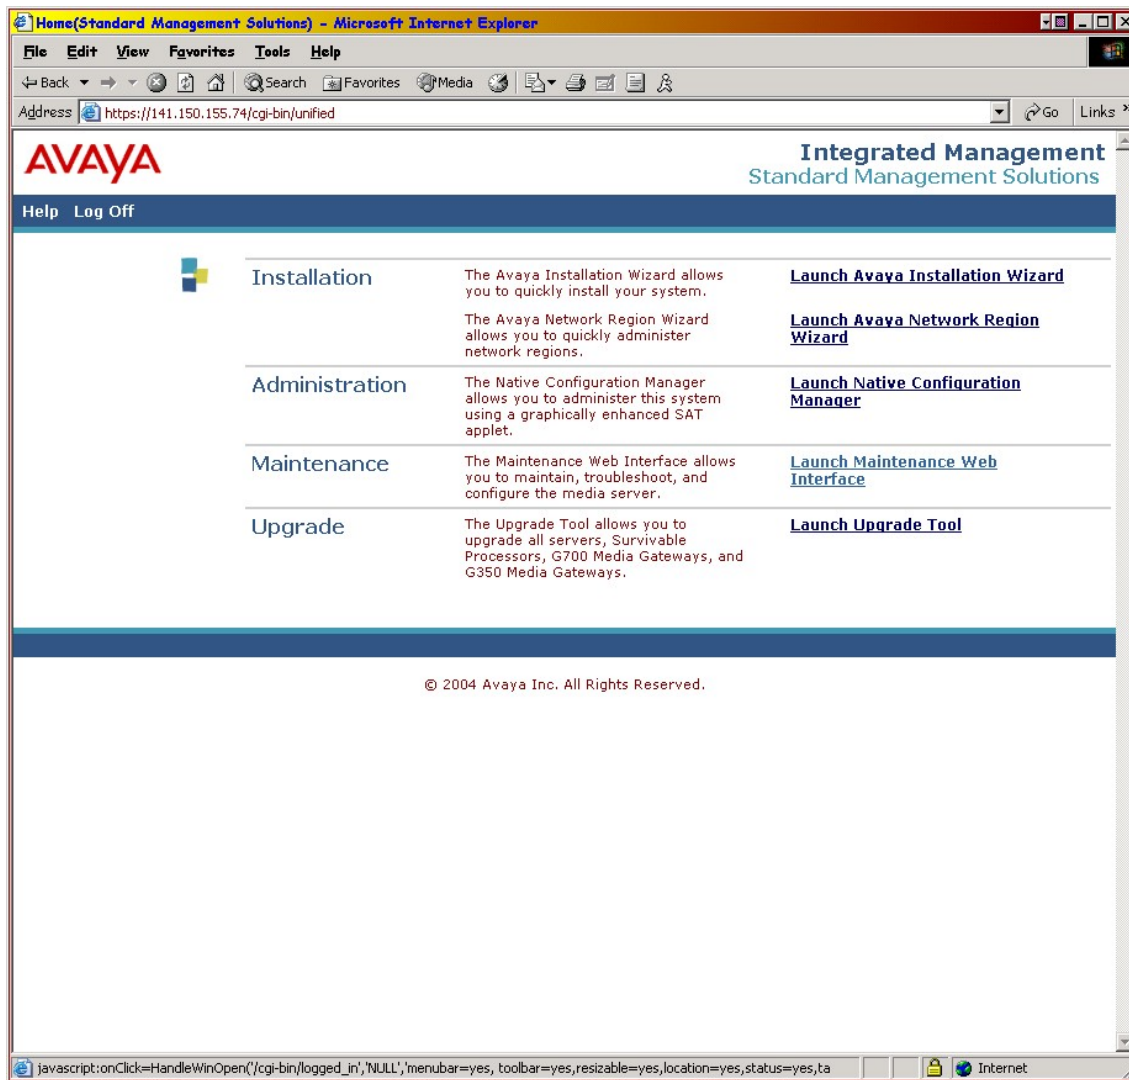 Home(Standard Management Solutions) - Microsoft Internet Explorer
File Edit View Favorites Tools Help
Back Search Favorites Media
Address https://141.150.155.74/cgi-bin/unified Go Links »
AVAYA
Integrated Management
Standard Management Solutions
Help Log Off
Installation
The Avaya Installation Wizard allows
you to quickly install your system.
Launch Avaya Installation Wizard
The Avaya Network Region Wizard
allows you to quickly administer
network regions.
Launch Avaya Network Region
Wizard
Administration
The Native Configuration Manager
allows you to administer this system
using a graphically enhanced SAT
applet.
Launch Native Configuration
Manager
Maintenance
The Maintenance Web Interface allows
you to maintain, troubleshoot, and
configure the media server.
Launch Maintenance Web
Interface
Upgrade
The Upgrade Tool allows you to
upgrade all servers, Survivable
Processors, G700 Media Gateways, and
G350 Media Gateways.
Launch Upgrade Tool
© 2004 Avaya Inc. All Rights Reserved.
javascript:onClick=HandleWinOpen('/cgi-bin/logged_in','NULL','menubar=yes, toolbar=yes,resizable=yes,location=yes,status=yes,ta Internet